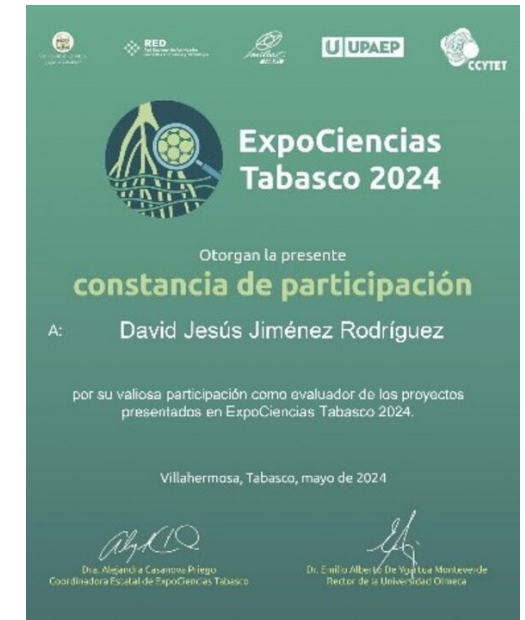 RED
UPAEP
CCYTET
ExpoCiencias
Tabasco 2024
Otorgan la presente
constancia de participación
A: David Jesús Jiménez Rodríguez
por su valiosa participación como evaluador de los proyectos
presentados en ExpoCiencias Tabasco 2024.
Villahermosa, Tabasco, mayo de 2024
Dra. Alejandra Casanova Priego
Coordinadora Estatal de ExpoCiencias Tabasco
Dr. Emilio Alberto De Ygartua Monteverde
Rector de la Universidad Olmeca